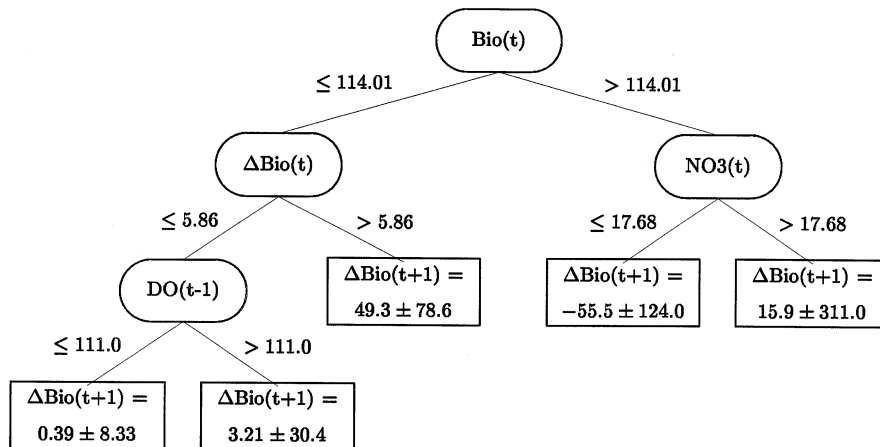 Bio(t)
≤ 114.01
> 114.01
ΔBio(t)
NO3(t)
≤ 5.86
> 5.86
≤ 17.68
> 17.68
DO(t-1)
ΔBio(t+1) =
49.3 ± 78.6
ΔBio(t+1) =
−55.5 ± 124.0
ΔBio(t+1) =
15.9 ± 311.0
≤ 111.0
> 111.0
ΔBio(t+1) =
0.39 ± 8.33
ΔBio(t+1) =
3.21 ± 30.4